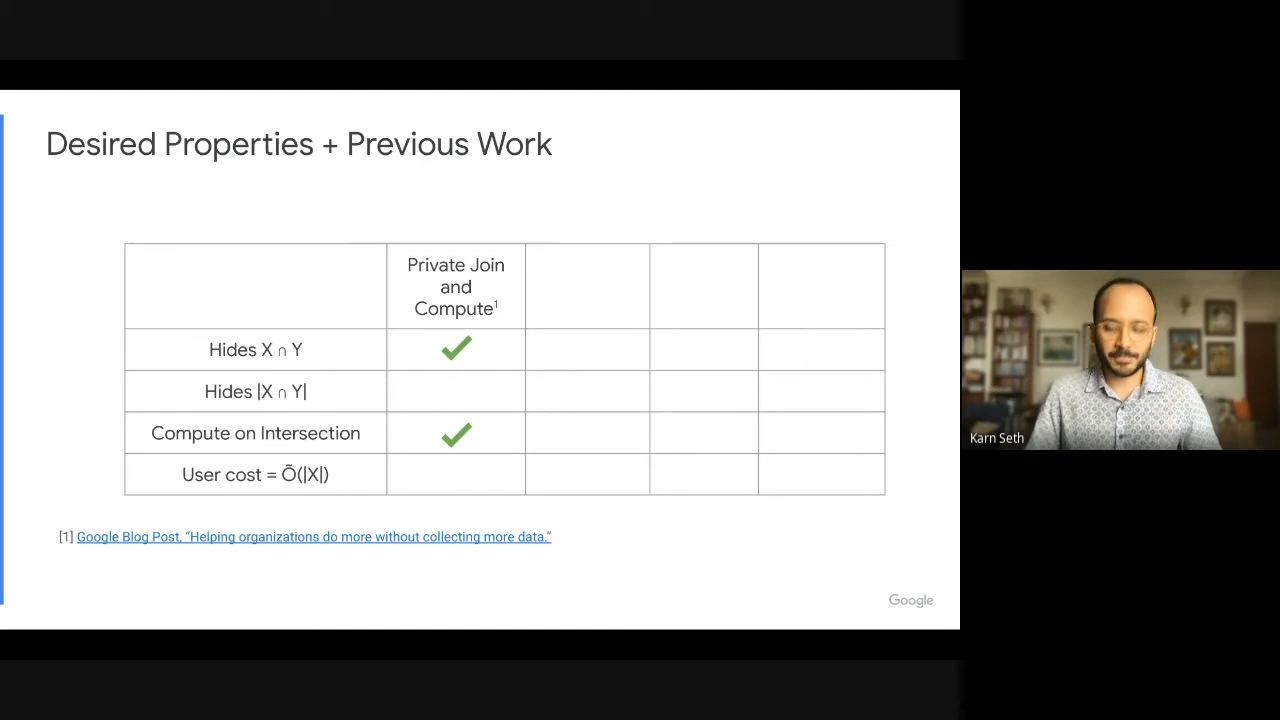 Desired Properties + Previous Work
Private Join
and
Compute¹
Hides X ∩ Y
Hides |X ∩ Y|
Compute on Intersection
User cost = Õ(|X|)
[1] Google Blog Post, “Helping organizations do more without collecting more data.”
Google
Karn Seth